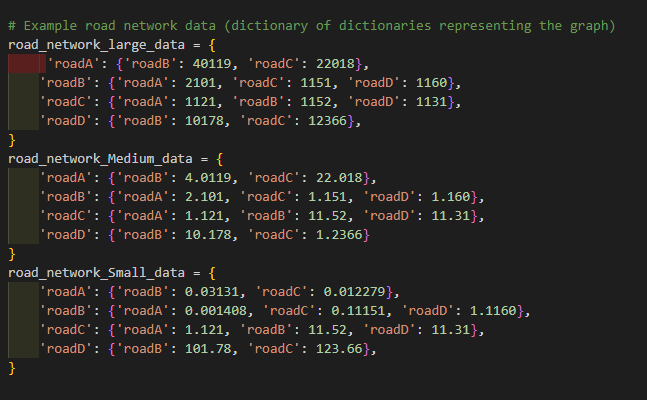 # Example road network data (dictionary of dictionaries representing the graph)
road_network_large_data = {
     'roadA': {'roadB': 40119, 'roadC': 22018},
    'roadB': {'roadA': 2101, 'roadC': 1151, 'roadD': 1160},
    'roadC': {'roadA': 1121, 'roadB': 1152, 'roadD': 1131},
    'roadD': {'roadB': 10178, 'roadC': 12366},
}
road_network_Medium_data = {
    'roadA': {'roadB': 4.0119, 'roadC': 22.018},
    'roadB': {'roadA': 2.101, 'roadC': 1.151, 'roadD': 1.160},
    'roadC': {'roadA': 1.121, 'roadB': 11.52, 'roadD': 11.31},
    'roadD': {'roadB': 10.178, 'roadC': 1.2366}
}
road_network_Small_data = {
    'roadA': {'roadB': 0.03131, 'roadC': 0.012279},
    'roadB': {'roadA': 0.001408, 'roadC': 0.11151, 'roadD': 1.1160},
    'roadC': {'roadA': 1.121, 'roadB': 11.52, 'roadD': 11.31},
    'roadD': {'roadB': 101.78, 'roadC': 123.66},
}